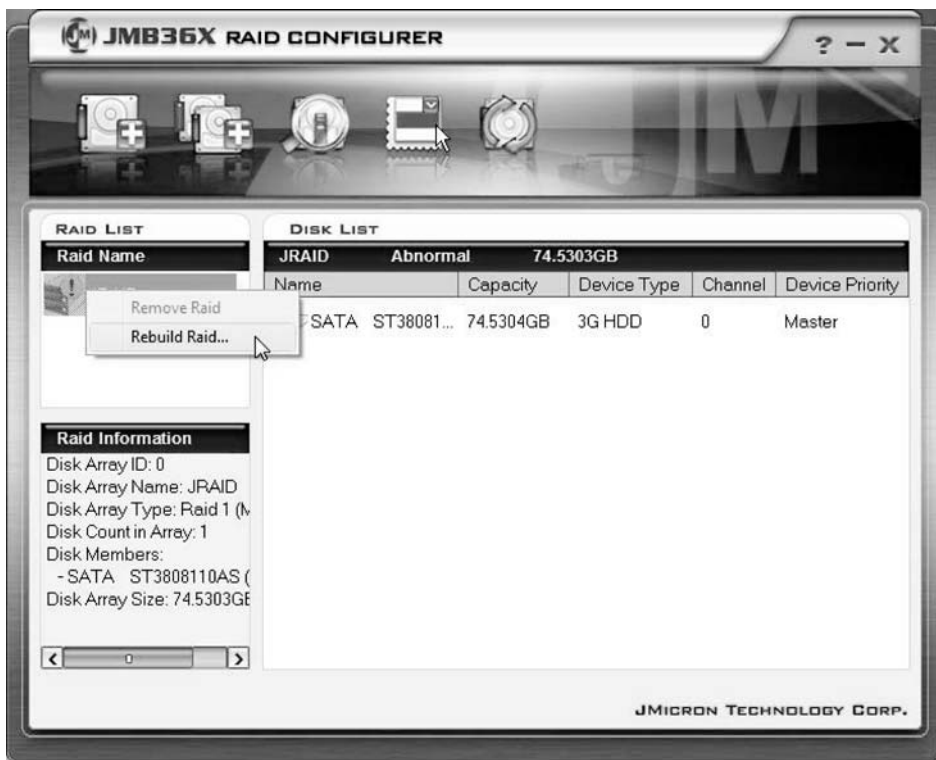 JMB36X RAID CONFIGURER
? – X
JM
RAID LIST
Raid Name
Remove Raid
Rebuild Raid...
Raid Information
Disk Array ID: 0
Disk Array Name: JRAID
Disk Array Type: Raid 1 (M
Disk Count in Array: 1
Disk Members:
- SATA ST3808110AS (
Disk Array Size: 74.5303GB
DISK LIST
JRAID Abnormal 74.5303GB
Name Capacity Device Type Channel Device Priority
SATA ST38081... 74.5304GB 3G HDD 0 Master
JMICRON TECHNOLOGY CORP.